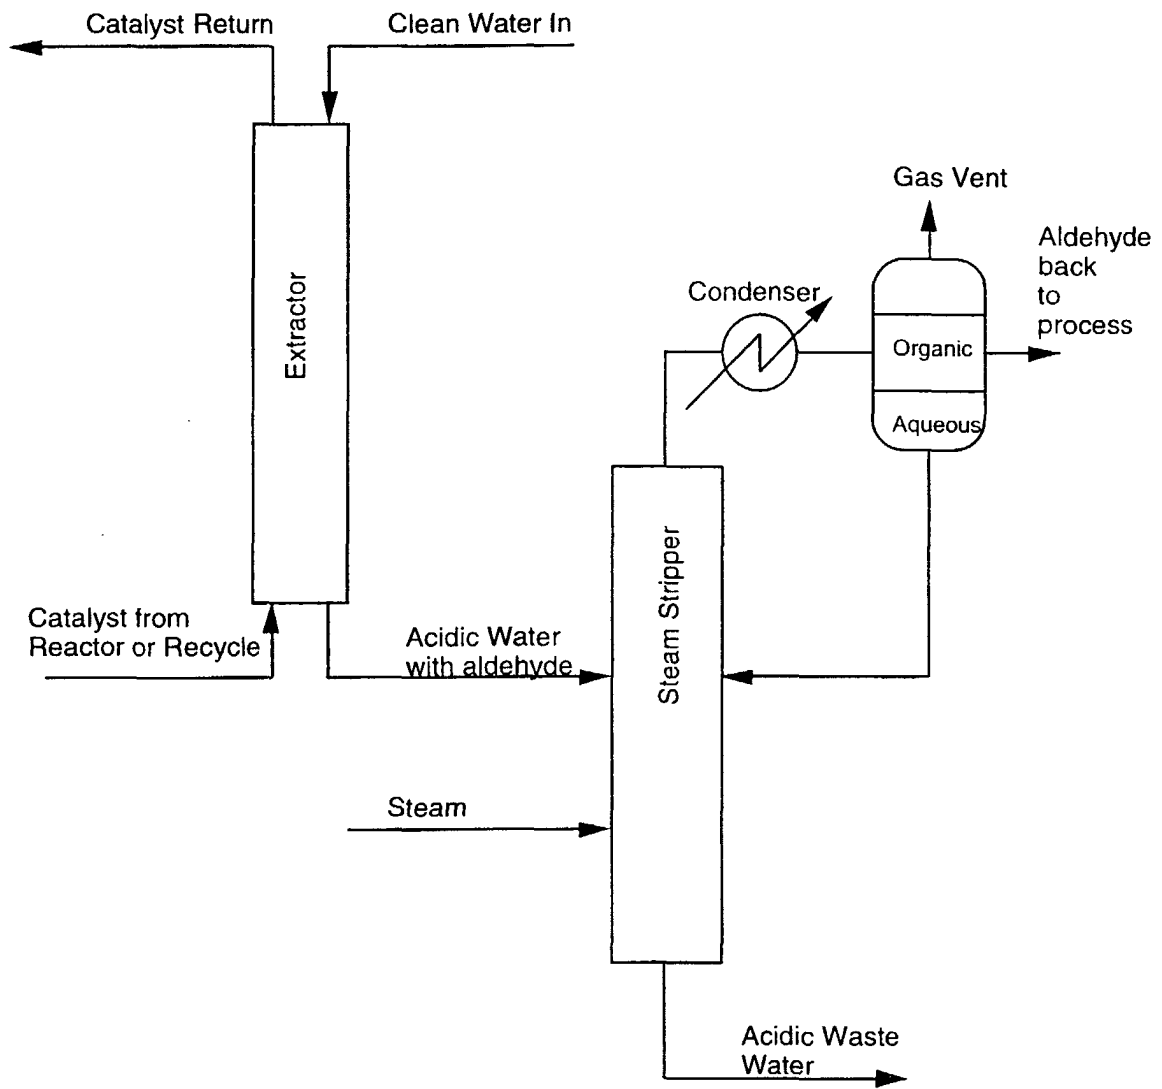 Catalyst Return
Clean Water In
Gas Vent
Aldehyde
back
to
process
Condenser
Extractor
Organic
Aqueous
Steam Stripper
Catalyst from
Reactor or Recycle
Acidic Water
with aldehyde
Steam
Acidic Waste
Water